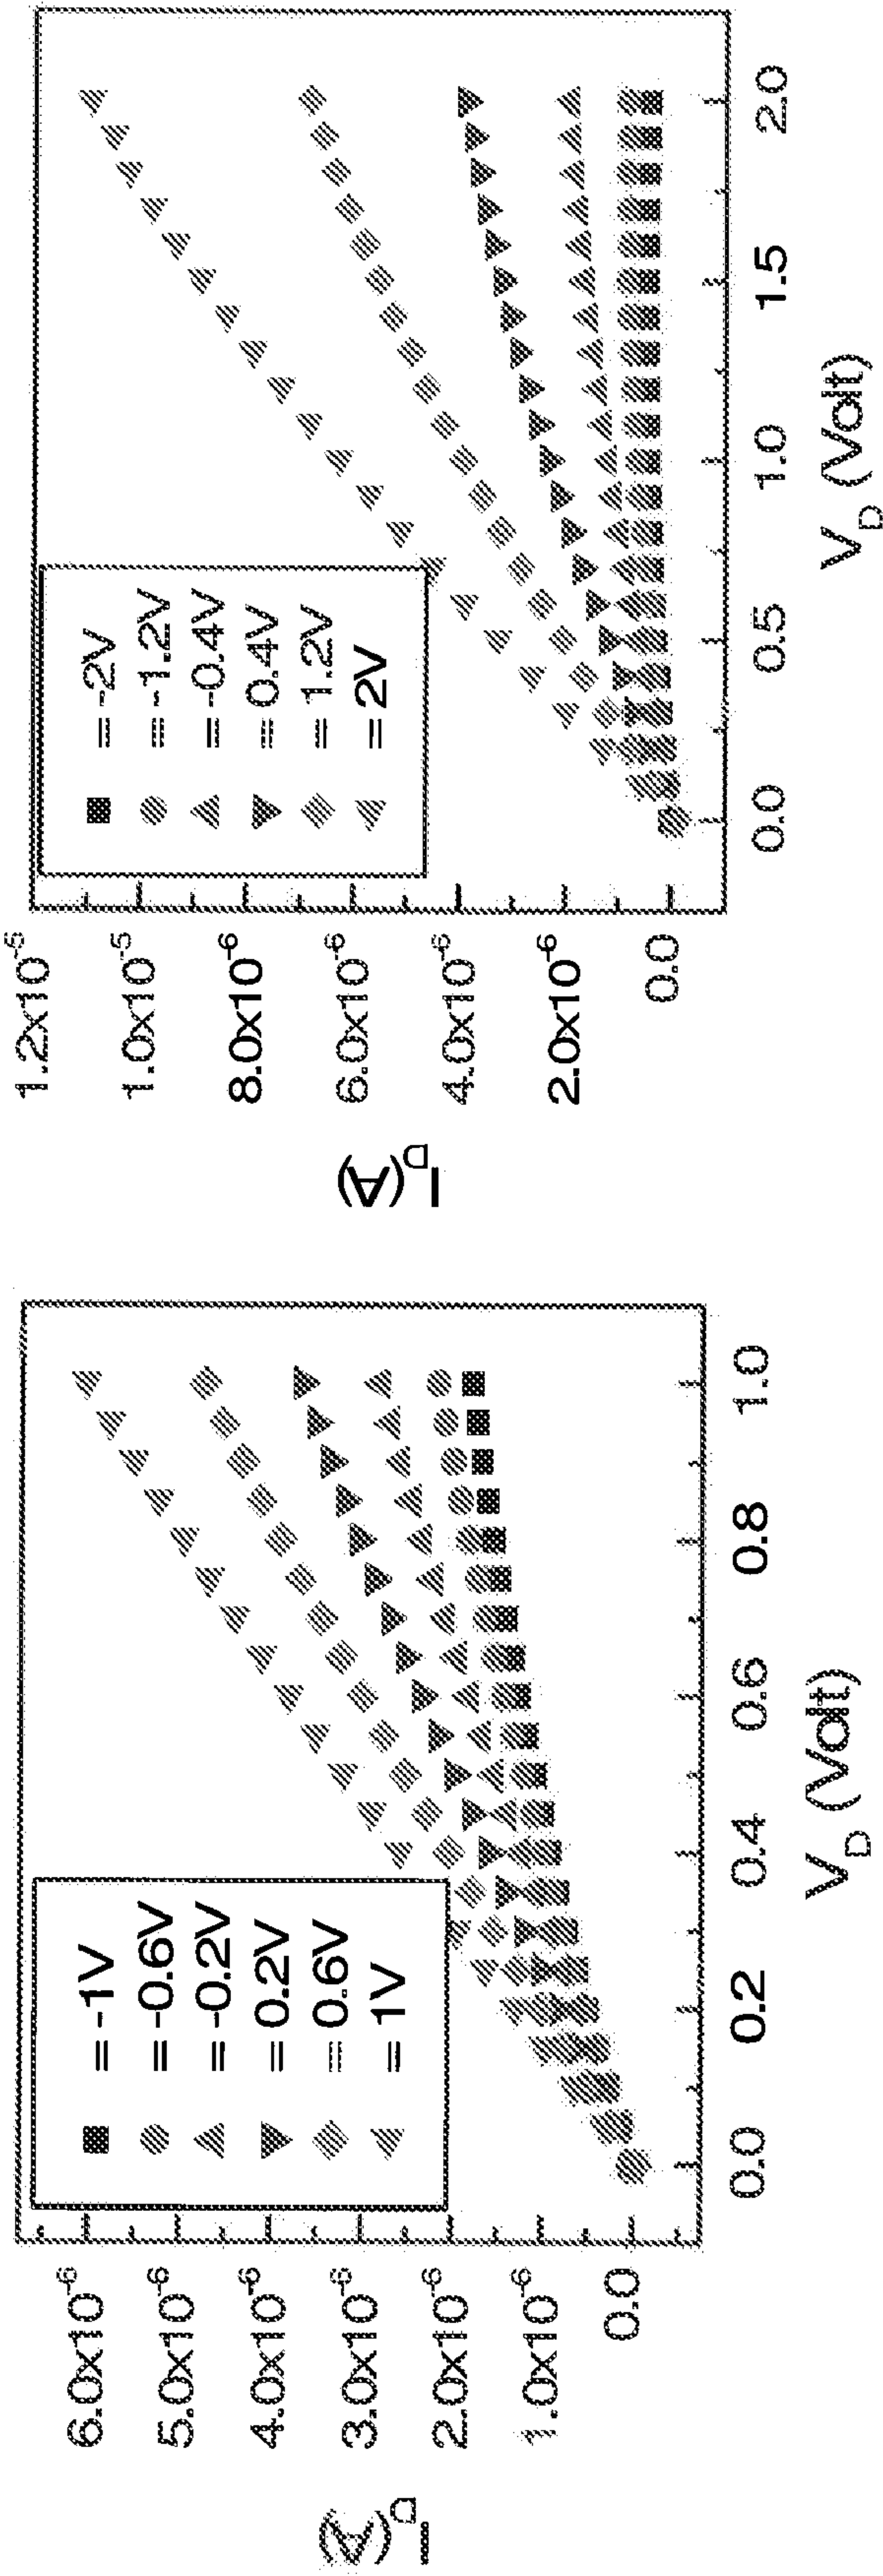 6.0x10⁻⁶
5.0x10⁻⁶
4.0x10⁻⁶
3.0x10⁻⁶
2.0x10⁻⁶
1.0x10⁻⁶
0.0
I_D(A)
= -1V
= -0.6V
= -0.2V
= 0.2V
= 0.6V
= 1V
0.0 0.2 0.4 0.6 0.8 1.0
V_D (Volt)
1.2x10⁻⁵
1.0x10⁻⁵
8.0x10⁻⁶
6.0x10⁻⁶
4.0x10⁻⁶
2.0x10⁻⁶
0.0
I_D(A)
= -2V
= -1.2V
= -0.4V
= 0.4V
= 1.2V
= 2V
0.0 0.5 1.0 1.5 2.0
V_D (Volt)